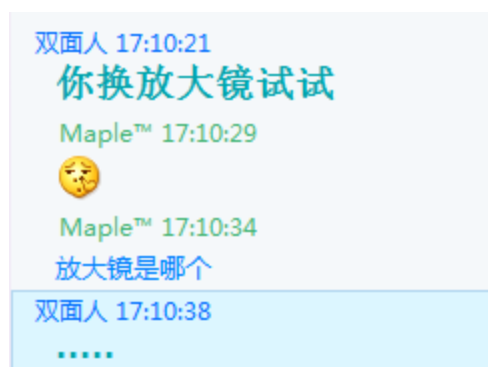 双面人 17:10:21
你换放大镜试试
Maple™ 17:10:29
Maple™ 17:10:34
放大镜是哪个
双面人 17:10:38
.....